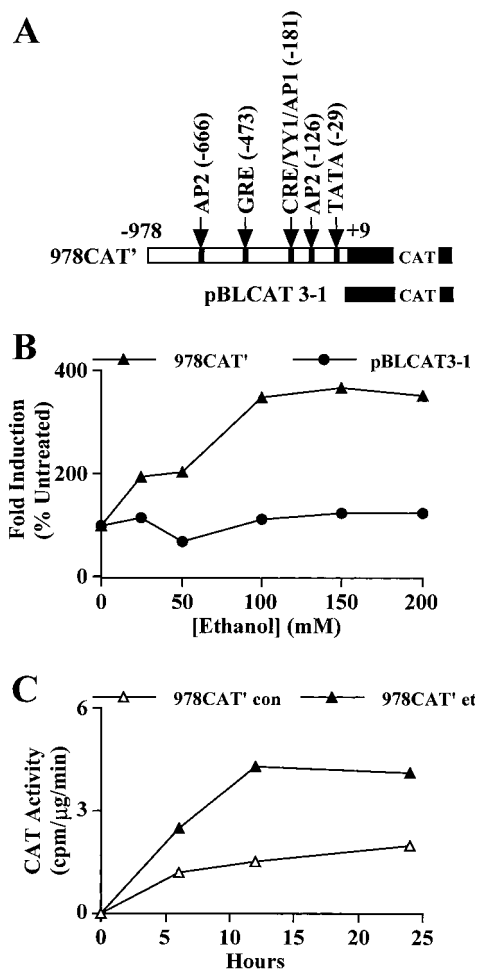 A
AP2 (-666)
GRE (-473)
CRE/YY1/AP1 (-181)
AP2 (-126)
TATA (-29)
-978
+9
978CAT'
CAT
pBLCAT 3-1
CAT
B
978CAT'
pBLCAT3-1
Fold Induction
(% Untreated)
400
200
0
0
50
100
150
200
[Ethanol] (mM)
C
978CAT' con
978CAT' et
CAT Activity
(cpm/µg/min)
6
3
0
0
5
10
15
20
25
Hours